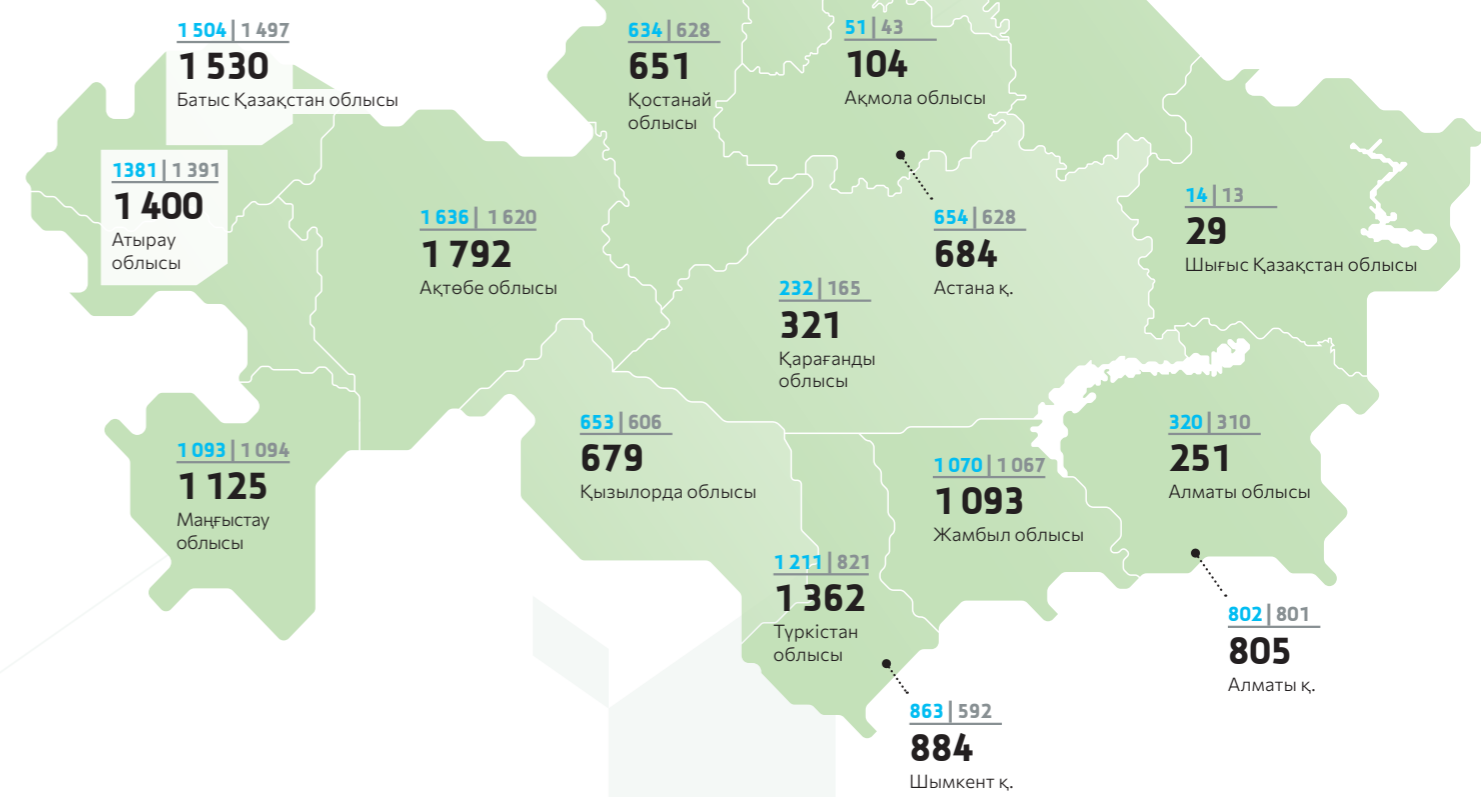 1 504 | 1 497
1 530
Батыс Қазақстан облысы
634 | 628
651
Қостанай
облысы
51 | 43
104
Ақмола облысы
1381 | 1 391
1 400
Атырау
облысы
1 636 | 1 620
1 792
Ақтөбе облысы
654 | 628
684
Астана қ.
14 | 13
29
Шығыс Қазақстан облысы
232 | 165
321
Қарағанды
облысы
1 093 | 1 094
1 125
Маңғыстау
облысы
653 | 606
679
Қызылорда облысы
1 070 | 1 067
1 093
Жамбыл облысы
320 | 310
251
Алматы облысы
1 211 | 821
1 362
Түркістан
облысы
802 | 801
805
Алматы қ.
863 | 592
884
Шымкент қ.